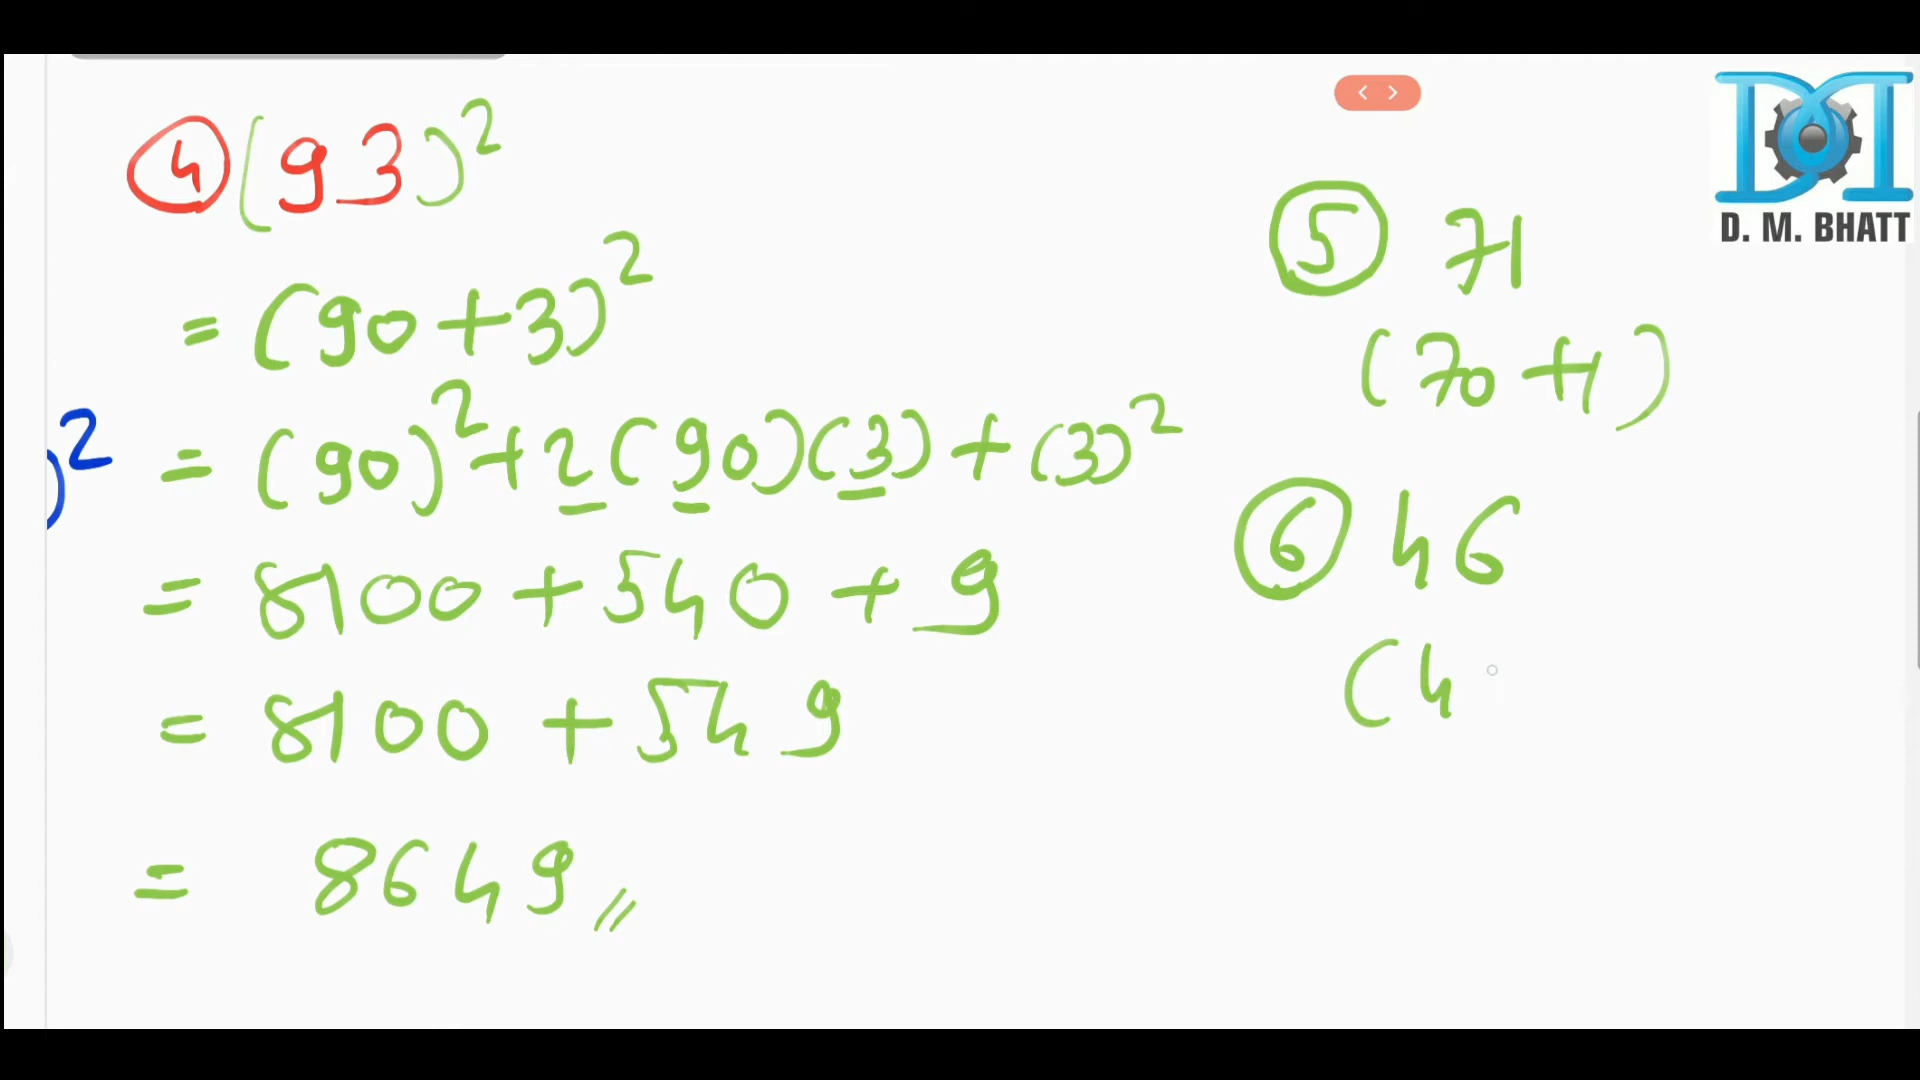 ④ (93)²
= (90+3)²
)² = (90)² + 2(90)(3) + (3)²
= 8100 + 540 + 9
= 8100 + 549
= 8649 //
⑤ 71
(70+1)
⑥ 46
(4
D. M. BHATT